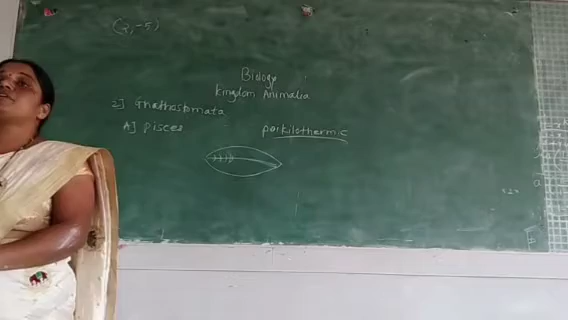 (2,-5)
Biology
Kingdom Animalia
2] Gnathostomata
A] Pisces
poikilothermic